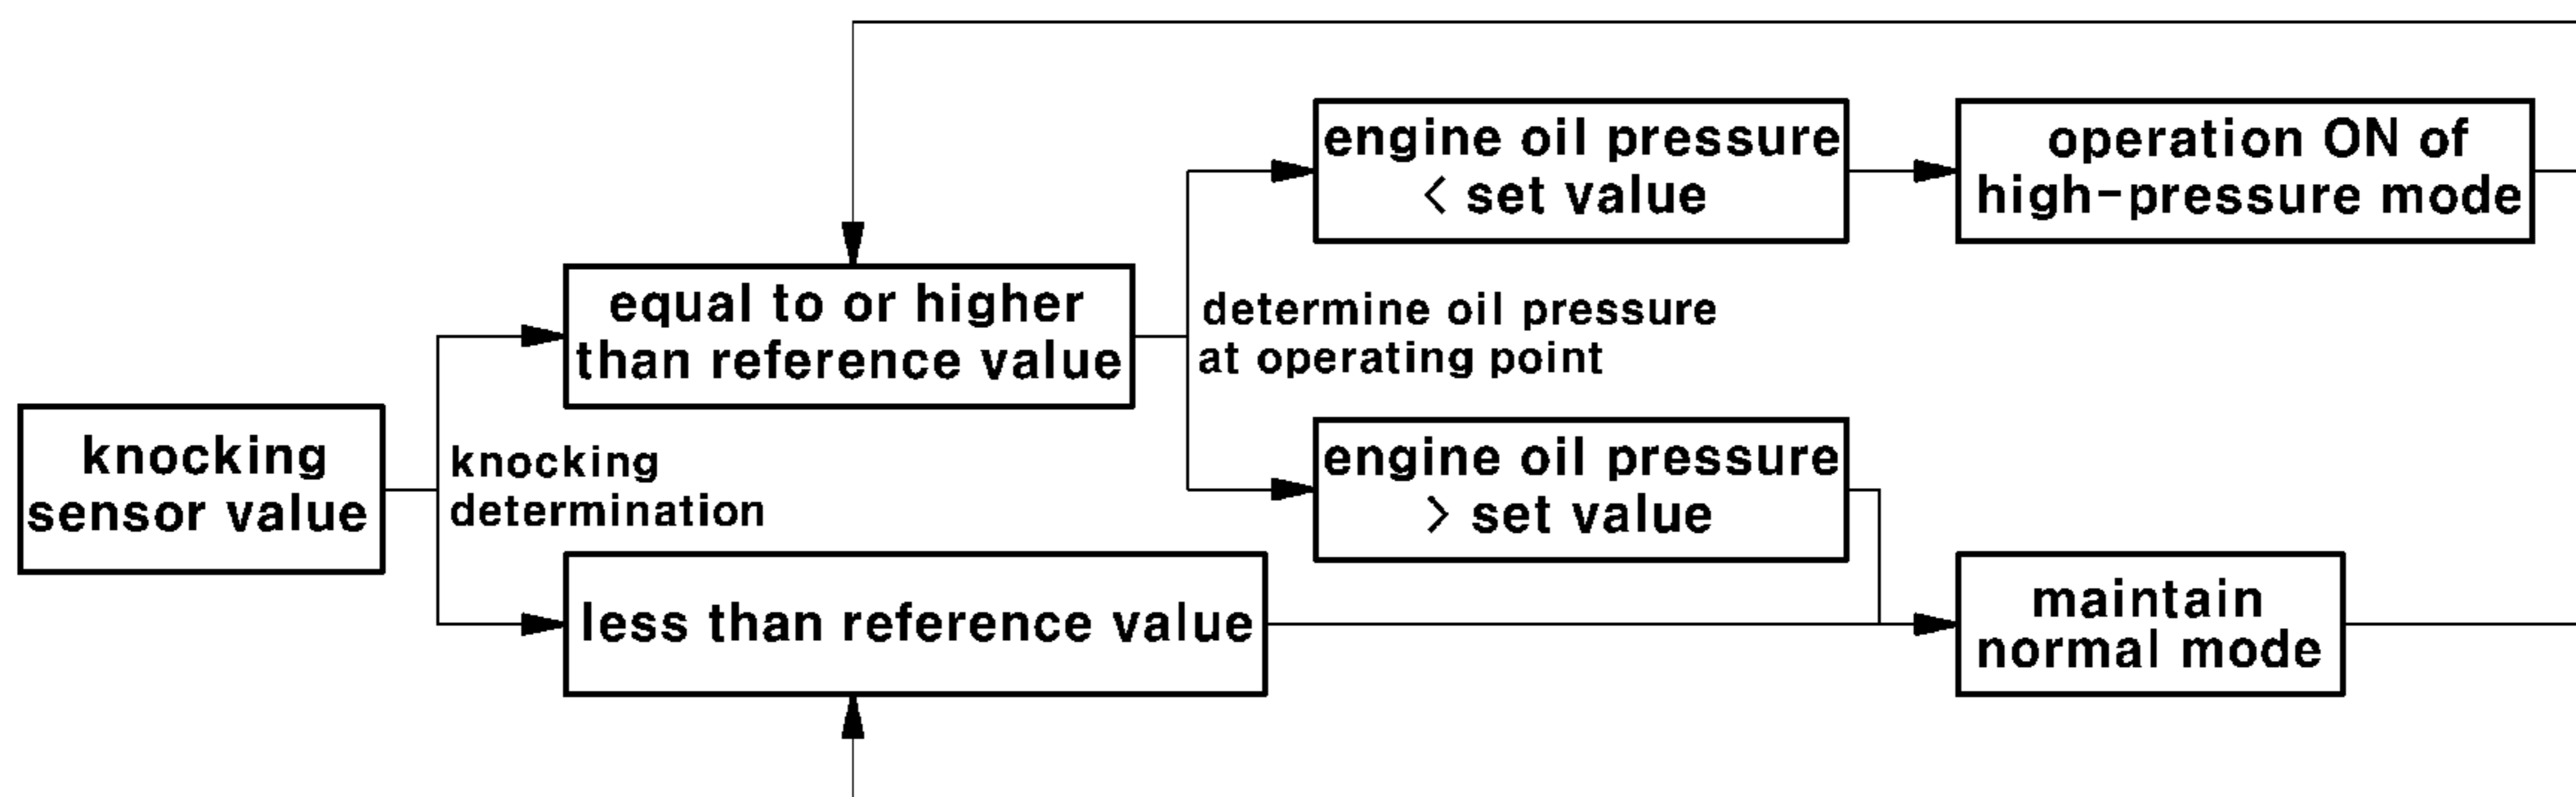 knocking
sensor value
knocking
determination
equal to or higher
than reference value
less than reference value
determine oil pressure
at operating point
engine oil pressure
< set value
engine oil pressure
> set value
operation ON of
high-pressure mode
maintain
normal mode